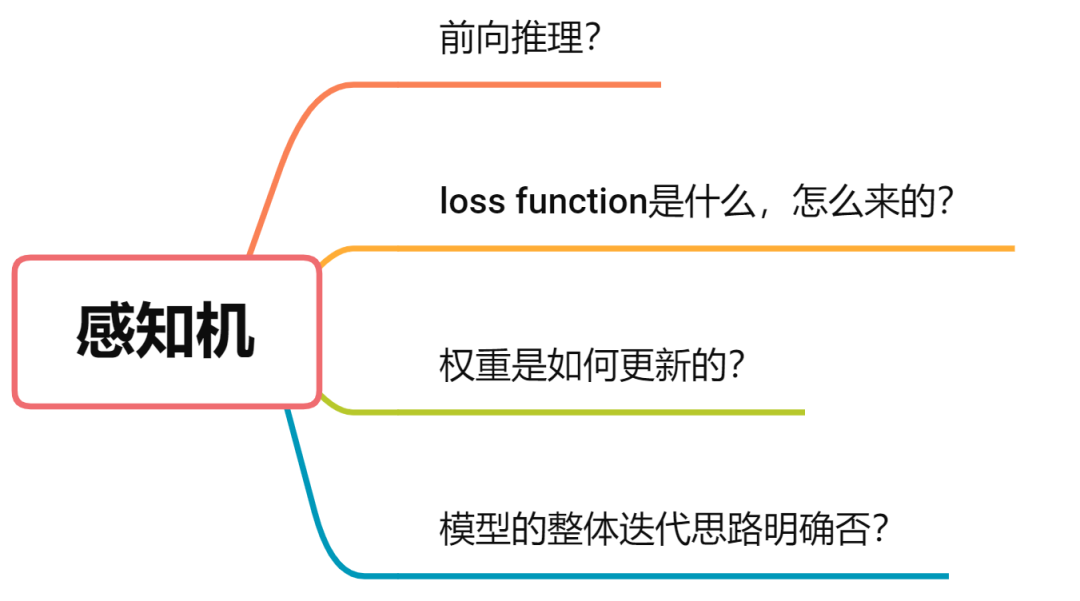 前向推理？
loss function是什么，怎么来的？
感知机
权重是如何更新的？
模型的整体迭代思路明确否？